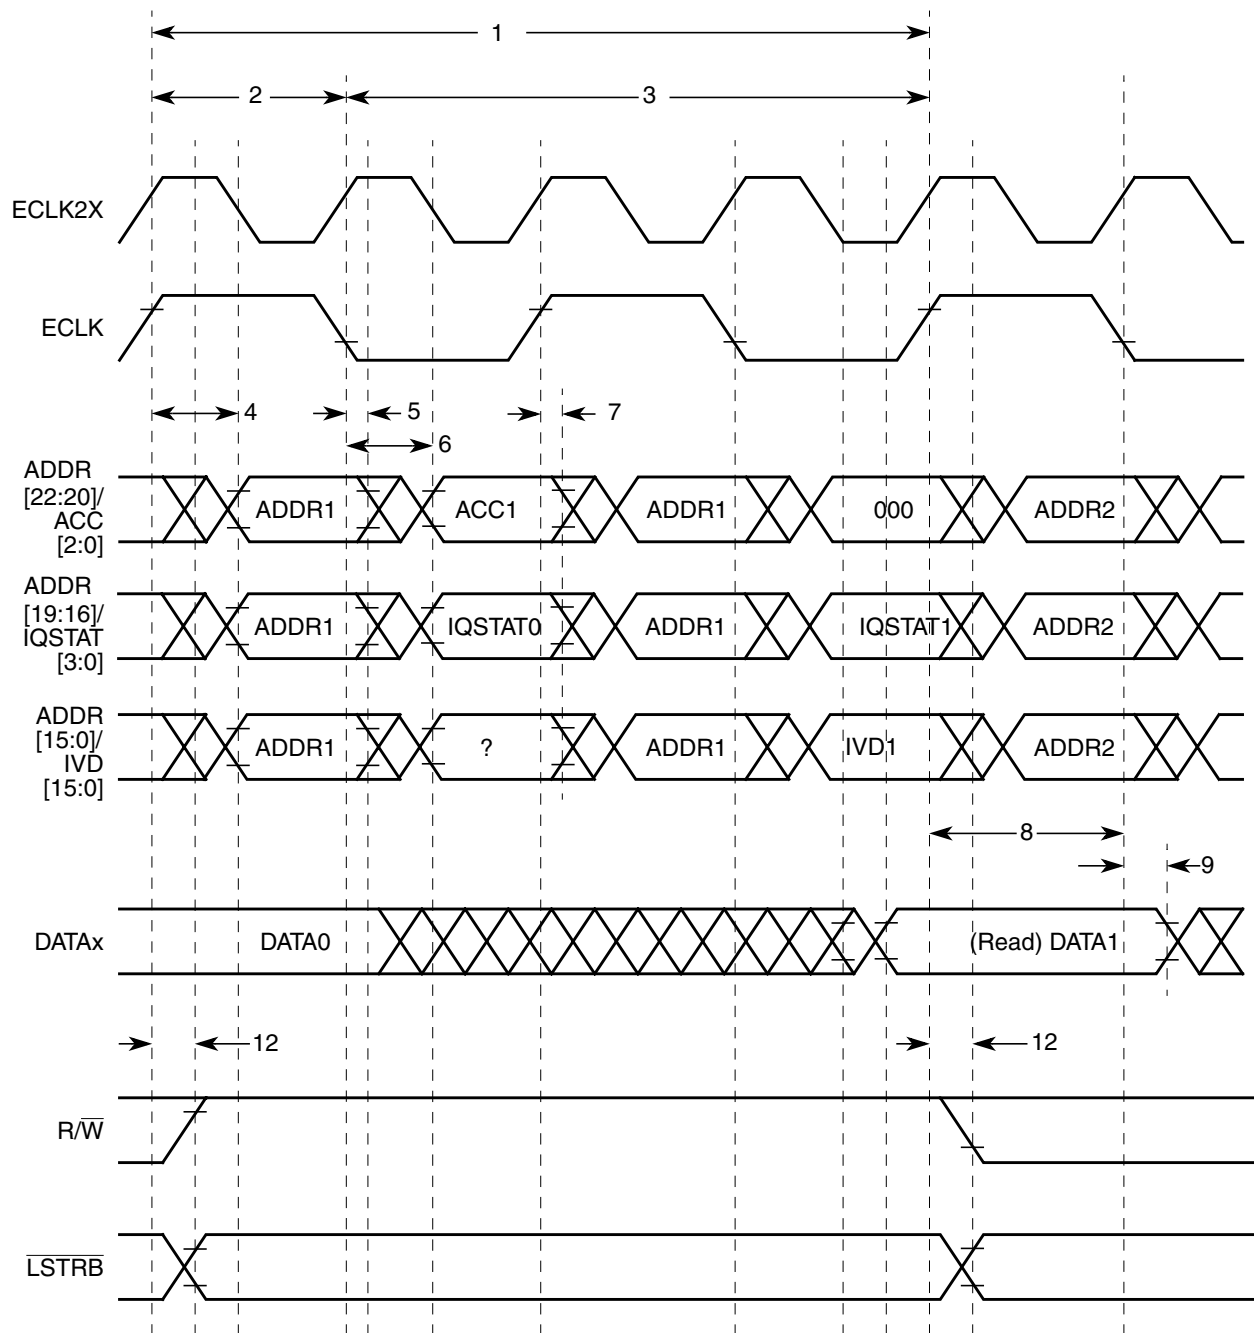 1
2
3
ECLK2X
ECLK
4
5
7
6
ADDR
[22:20]/
ACC
[2:0]
ADDR1
ACC1
ADDR1
000
ADDR2
ADDR
[19:16]/
IQSTAT
[3:0]
ADDR1
IQSTAT0
ADDR1
IQSTAT1
ADDR2
ADDR
[15:0]/
IVD
[15:0]
ADDR1
?
ADDR1
IVD1
ADDR2
8
9
DATAx
DATA0
(Read) DATA1
12
12
R/W̅
L̅S̅T̅R̅B̅